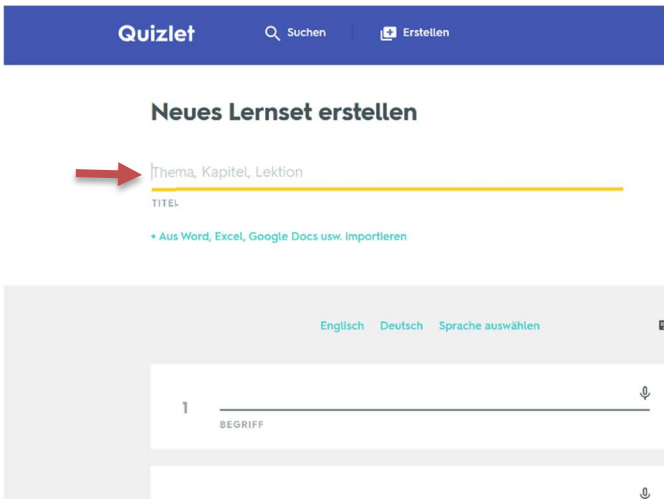 Quizlet Suchen Erstellen
Neues Lernset erstellen
Thema, Kapitel, Lektion
TITEL
+ Aus Word, Excel, Google Docs usw. importieren
Englisch Deutsch Sprache auswählen
1
BEGRIFF